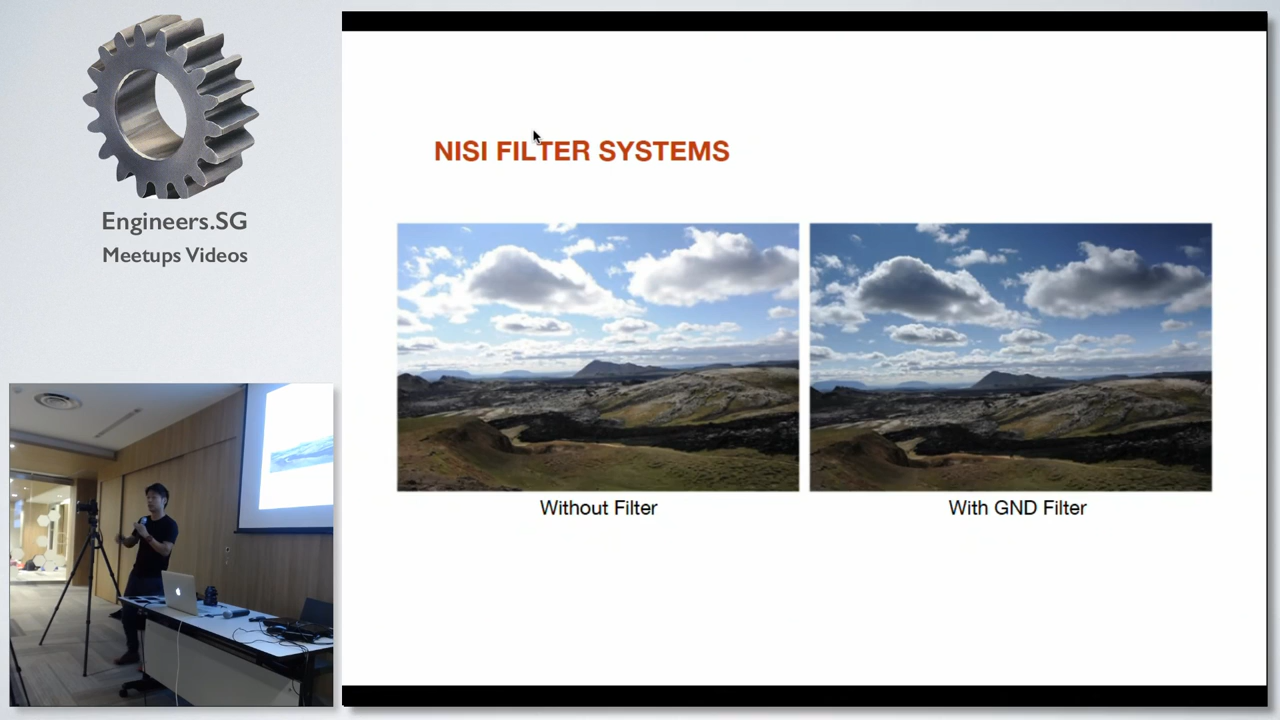 Engineers.SG
Meetups Videos
NISI FILTER SYSTEMS
Without Filter
With GND Filter